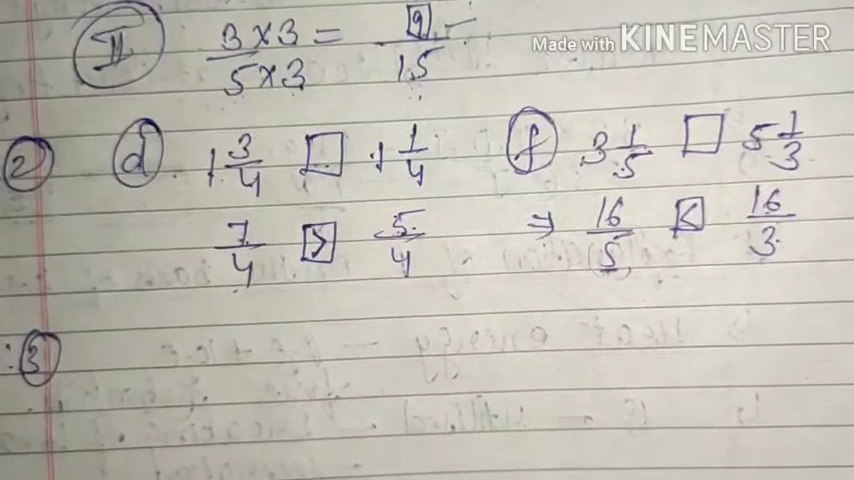 Made with KINEMASTER
II 3×3/5×3 = 9/15
2 d 1 3/4 □ 1 1/4 f 3 1/5 □ 5 1/3
7/4 > 5/4 ⇒ 16/5 < 16/3
3